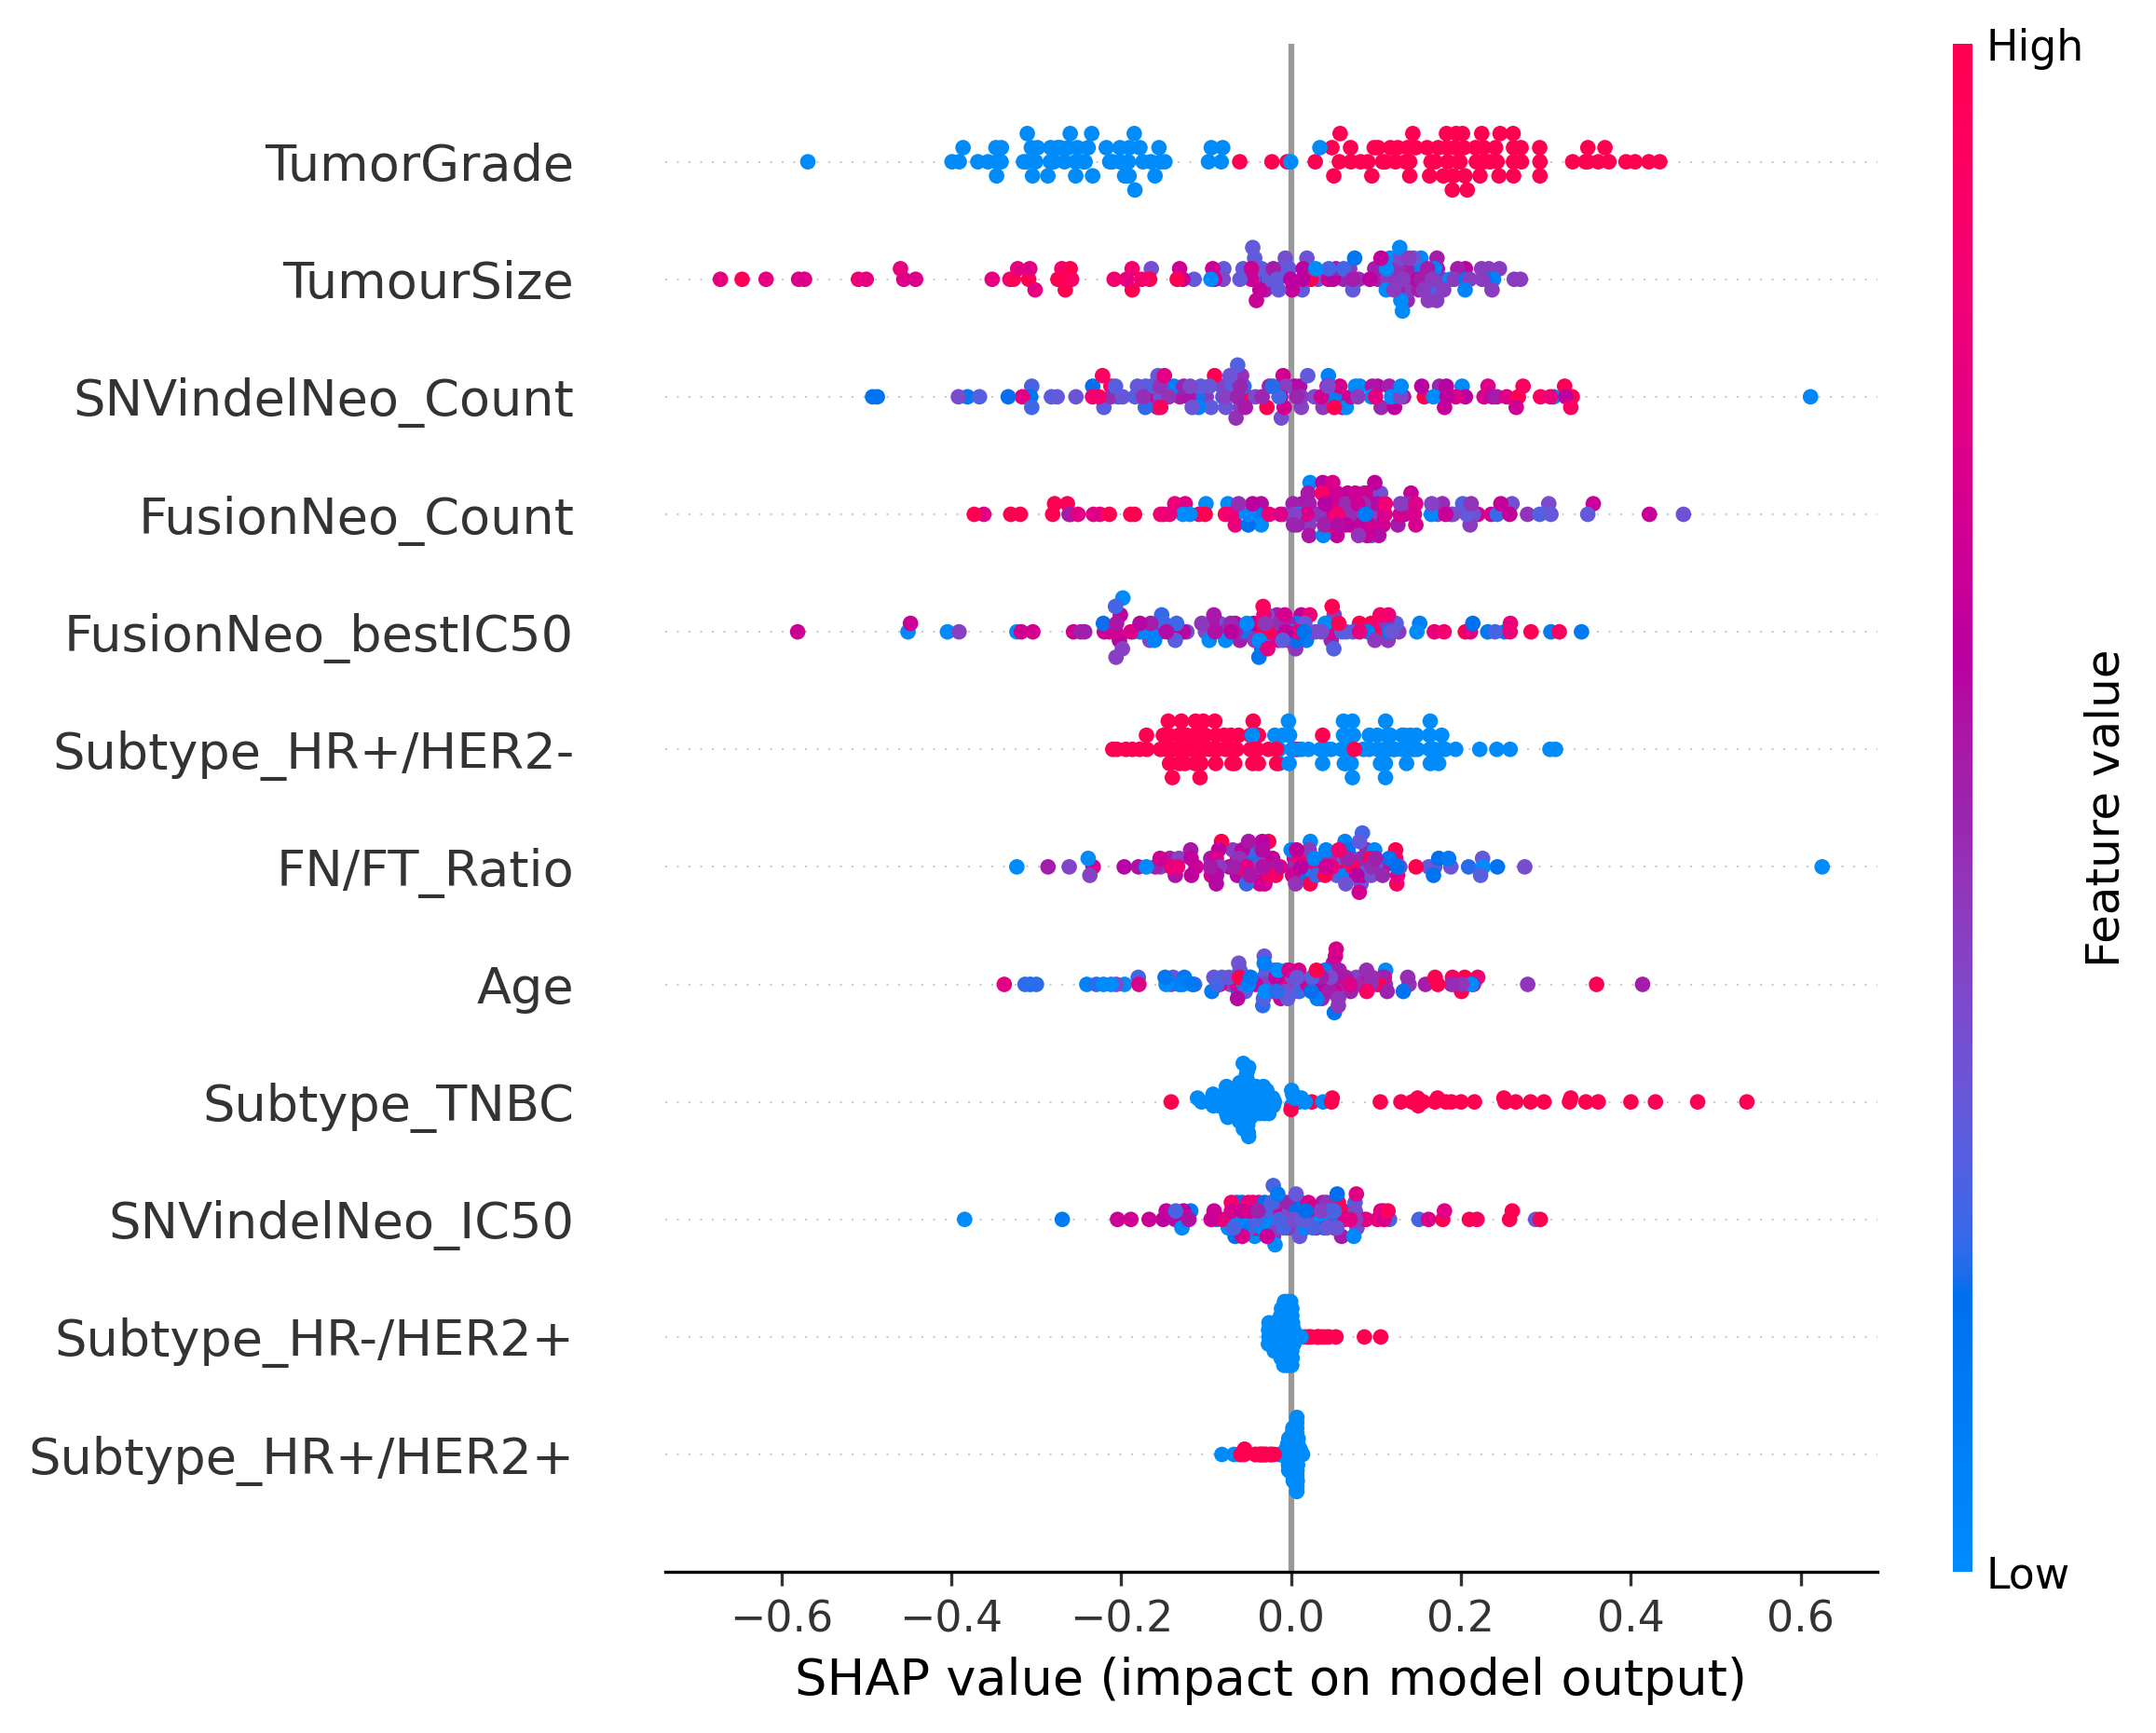 High
TumorGrade
TumourSize
SNVindelNeo_Count
FusionNeo_Count
FusionNeo_bestIC50
Subtype_HR+/HER2-
FN/FT_Ratio
Age
Subtype_TNBC
SNVindelNeo_IC50
Subtype_HR-/HER2+
Subtype_HR+/HER2+
Feature value
Low
−0.6 −0.4 −0.2 0.0 0.2 0.4 0.6
SHAP value (impact on model output)